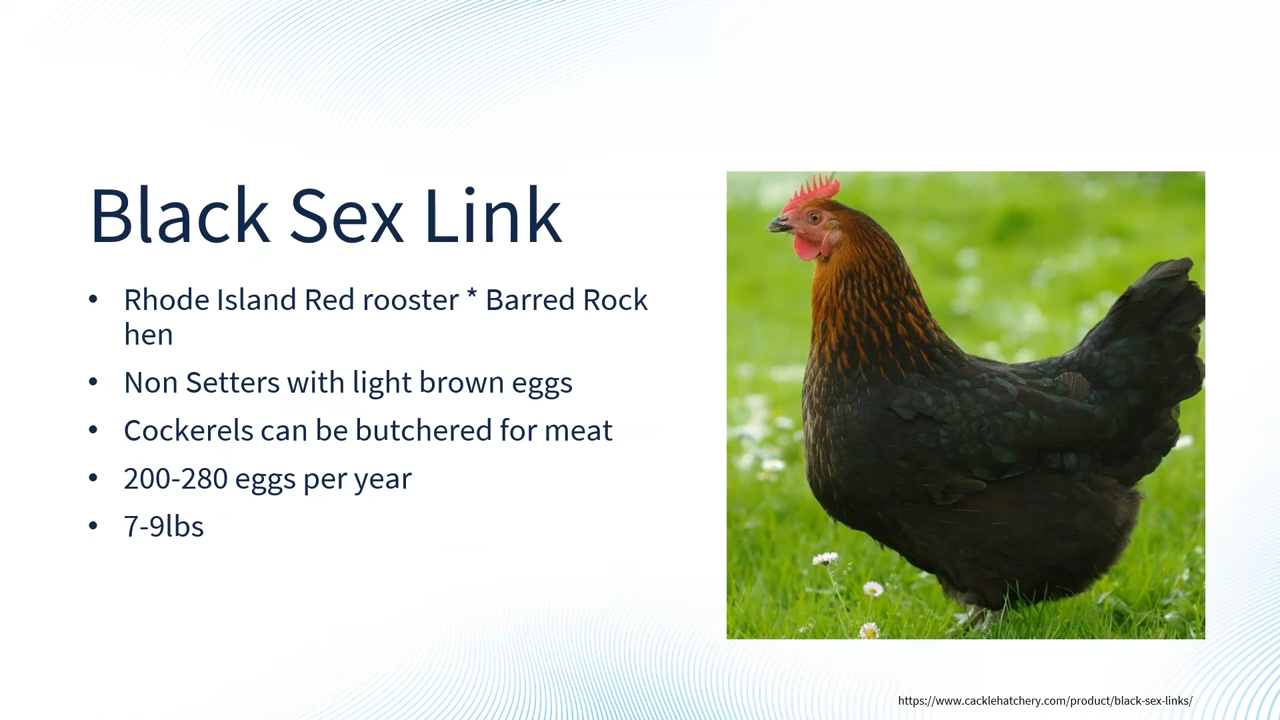 Black Sex Link
• Rhode Island Red rooster * Barred Rock
hen
• Non Setters with light brown eggs
• Cockerels can be butchered for meat
• 200-280 eggs per year
• 7-9lbs
https://www.cacklehatchery.com/product/black-sex-links/